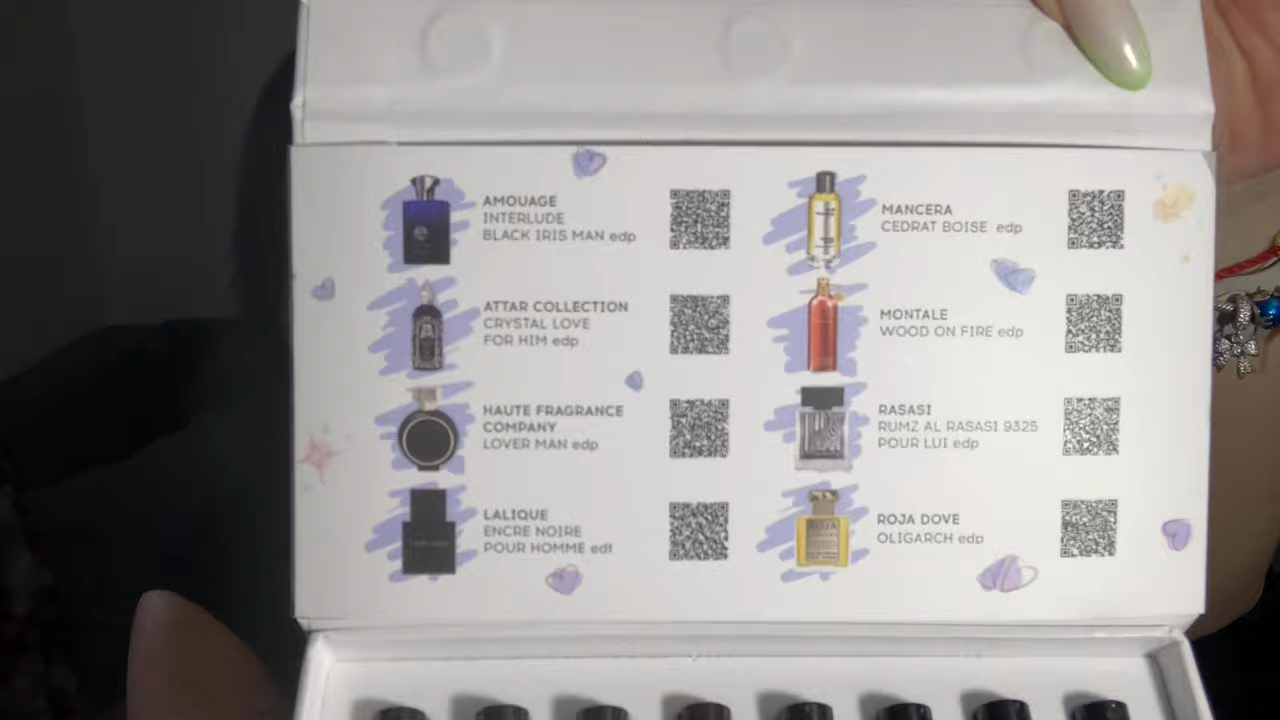 AMOUAGE
INTERLUDE
BLACK IRIS MAN edp
ATTAR COLLECTION
CRYSTAL LOVE
FOR HIM edp
HAUTE FRAGRANCE
COMPANY
LOVER MAN edp
LALIQUE
ENCRE NOIRE
POUR HOMME edt
MANCERA
CEDRAT BOISE edp
MONTALE
WOOD ON FIRE edp
RASASI
RUMZ AL RASASI 9325
POUR LUI edp
ROJA
ROJA DOVE
OLIGARCH edp